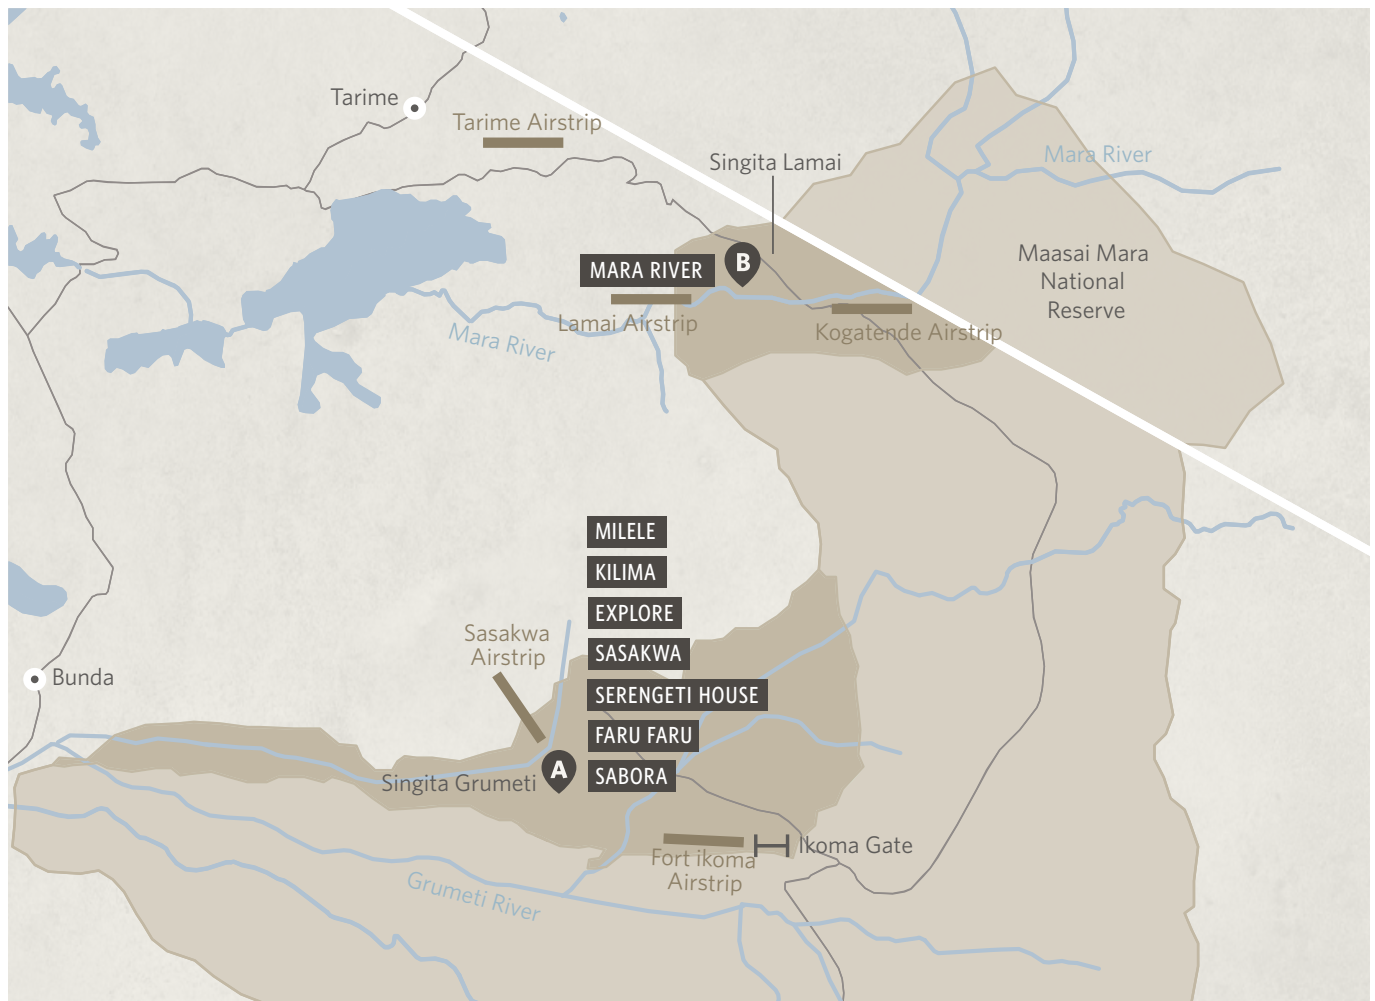 Tarime
Tarime Airstrip
Singita Lamai
Mara River
Maasai Mara
National
Reserve
B
MARA RIVER
Lamai Airstrip
Kogatende Airstrip
Mara River
MILELE
KILIMA
EXPLORE
Sasakwa
Airstrip
SASAKWA
Bunda
SERENGETI HOUSE
FARU FARU
A
Singita Grumeti
SABORA
Ikoma Gate
Fort ikoma
Airstrip
Grumeti River